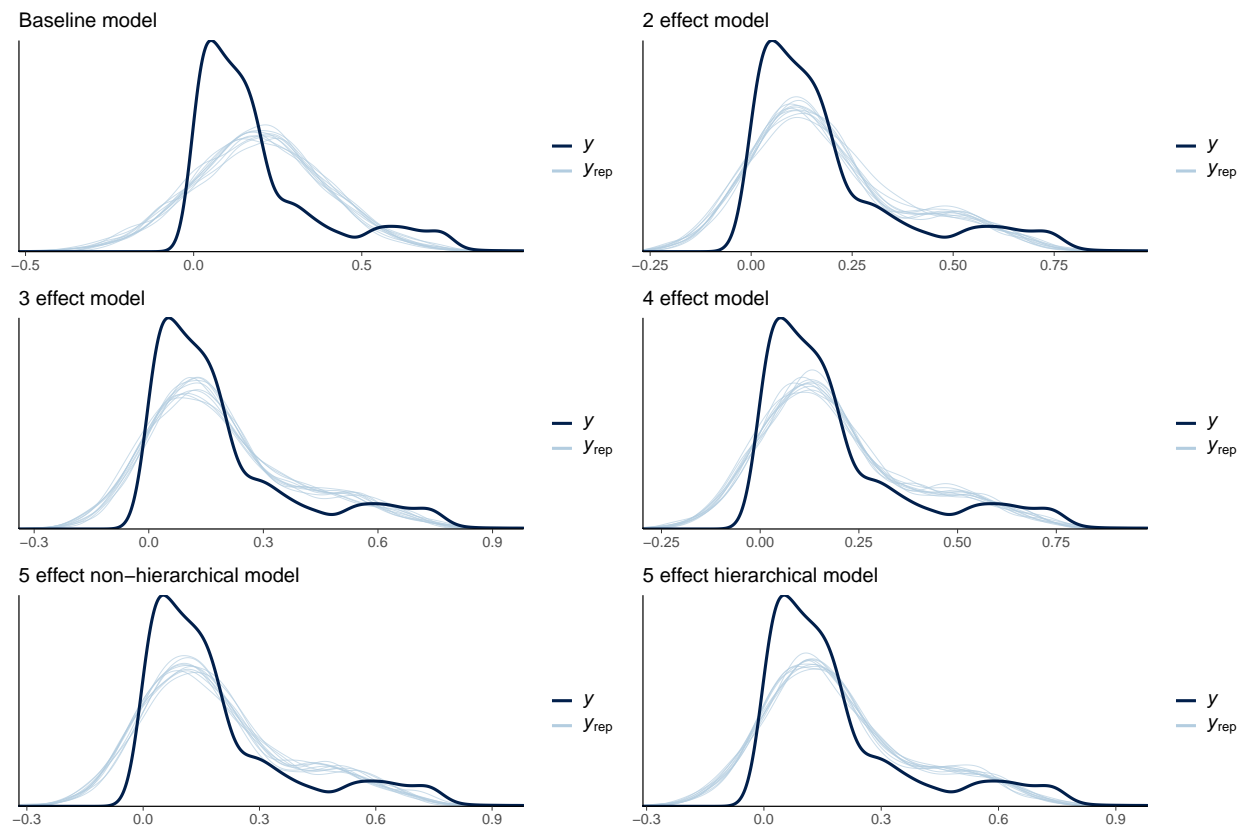 Baseline model
y
yrep
−0.5 0.0 0.5
2 effect model
y
yrep
−0.25 0.00 0.25 0.50 0.75
3 effect model
y
yrep
−0.3 0.0 0.3 0.6 0.9
4 effect model
y
yrep
−0.25 0.00 0.25 0.50 0.75
5 effect non−hierarchical model
y
yrep
−0.3 0.0 0.3 0.6 0.9
5 effect hierarchical model
y
yrep
−0.3 0.0 0.3 0.6 0.9